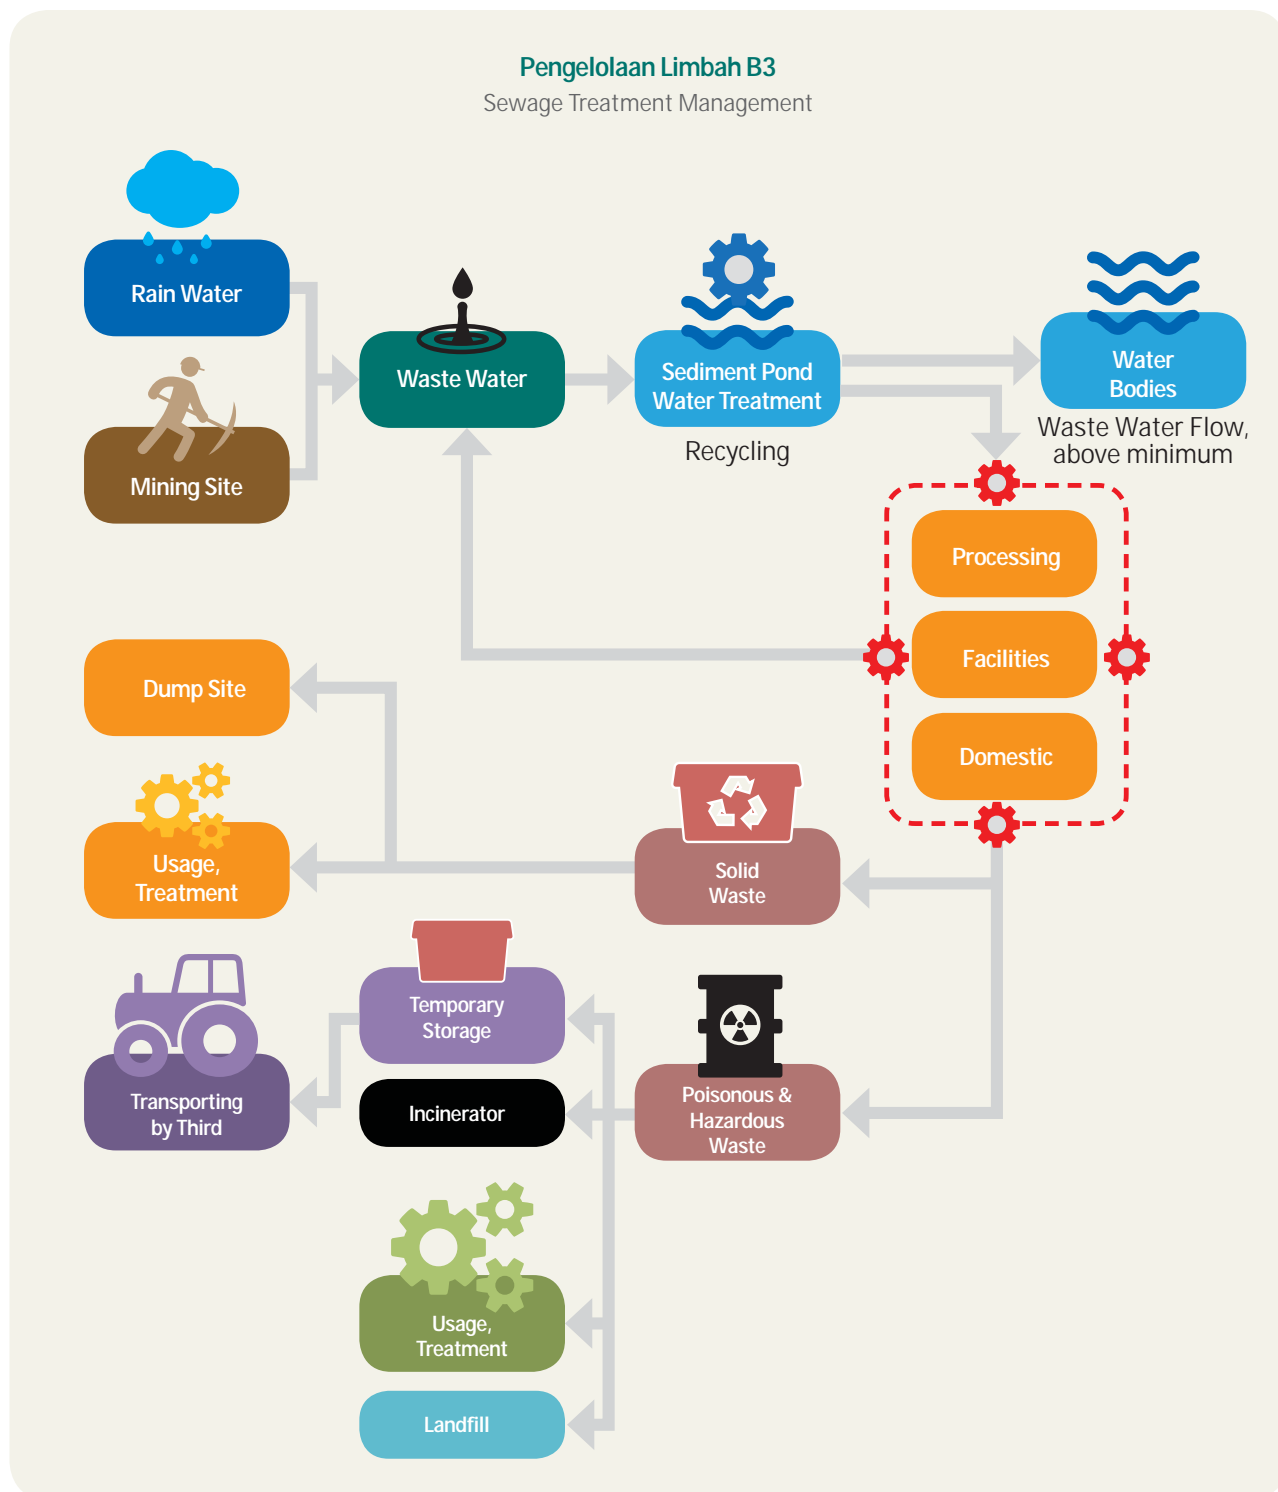 Pengelolaan Limbah B3
Sewage Treatment Management
Rain Water
Mining Site
Waste Water
Sediment Pond
Water Treatment
Recycling
Water
Bodies
Waste Water Flow,
above minimum
Processing
Facilities
Domestic
Dump Site
Usage,
Treatment
Solid
Waste
Temporary
Storage
Transporting
by Third
Incinerator
Poisonous &
Hazardous
Waste
Usage,
Treatment
Landfill